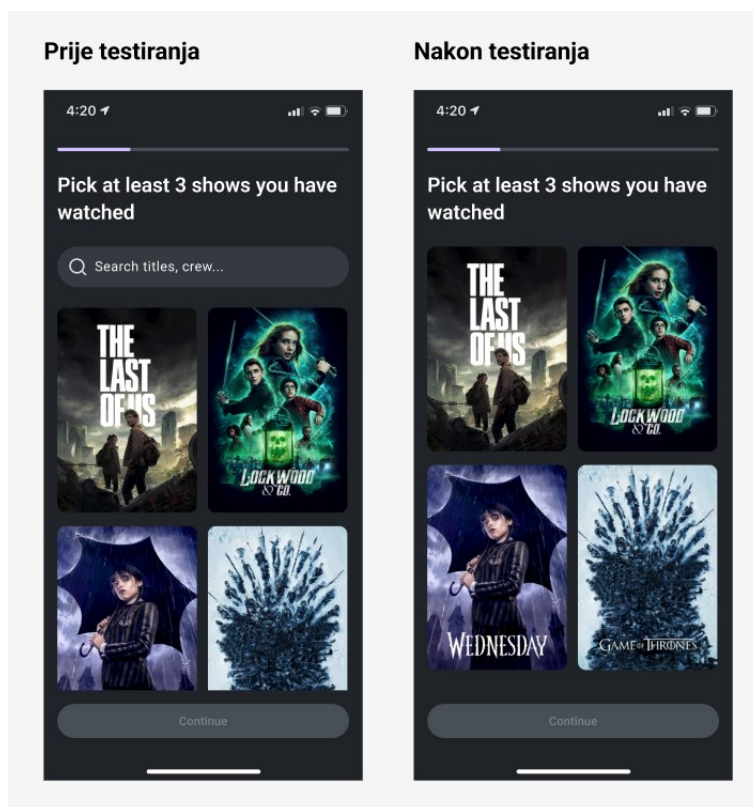 Prije testiranja
4:20
Pick at least 3 shows you have
watched
Search titles, crew...
THE
LAST
OF US
LOCKWOOD
& CO.
Continue
Nakon testiranja
4:20
Pick at least 3 shows you have
watched
THE
LAST
OF US
LOCKWOOD
& CO.
WEDNESDAY
GAME OF THRONES
Continue